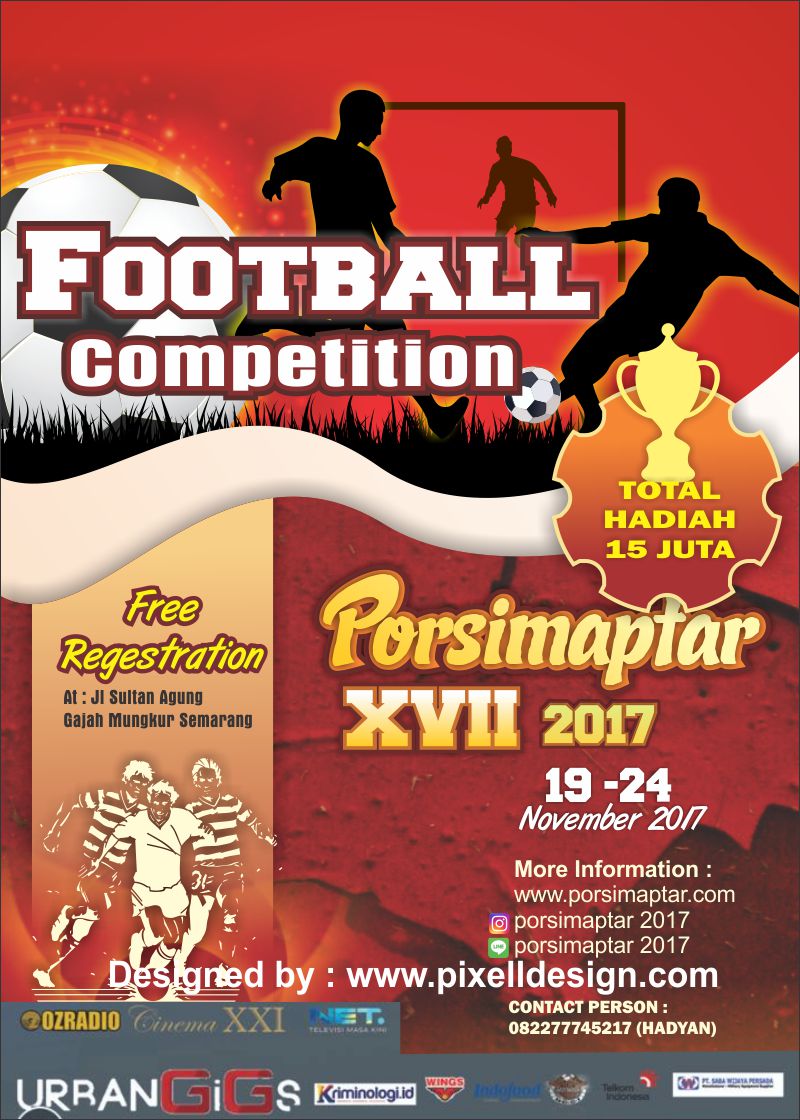 FOOTBALL
Competition
TOTAL
HADIAH
15 JUTA
Free
Regestration
At : Jl Sultan Agung
Gajah Mungkur Semarang
Porsimaptar
XVII 2017
19 -24
November 2017
More Information :
www.porsimaptar.com
porsimaptar 2017
LINE
porsimaptar 2017
Designed by : www.pixelldesign.com
CONTACT PERSON :
082277745217 (HADYAN)
OZRADIO Cinema XXI NET.
TELEVISI MASA KINI
URBANGiGS Kriminologi.id WINGS Indofood Telkom
Indonesia
PT. SABA WIJAYA PERSADA